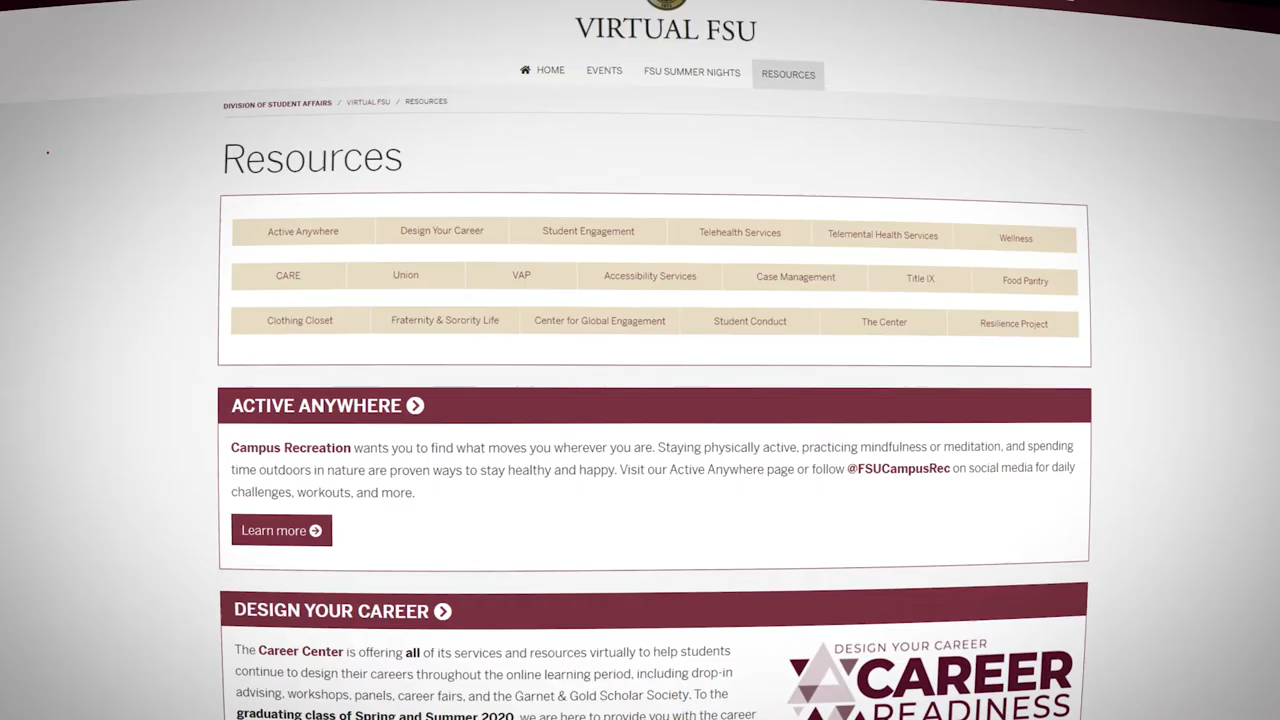 VIRTUAL FSU
HOME EVENTS FSU SUMMER NIGHTS RESOURCES
DIVISION OF STUDENT AFFAIRS / VIRTUAL FSU / RESOURCES
Resources
Active Anywhere Design Your Career Student Engagement Telehealth Services Telemental Health Services Wellness
CARE Union VAP Accessibility Services Case Management Title IX Food Pantry
Clothing Closet Fraternity & Sorority Life Center for Global Engagement Student Conduct The Center Resilience Project
ACTIVE ANYWHERE
Campus Recreation wants you to find what moves you wherever you are. Staying physically active, practicing mindfulness or meditation, and spending
time outdoors in nature are proven ways to stay healthy and happy. Visit our Active Anywhere page or follow @FSUCampusRec on social media for daily
challenges, workouts, and more.
Learn more
DESIGN YOUR CAREER
The Career Center is offering all of its services and resources virtually to help students
continue to design their careers throughout the online learning period, including drop-in
advising, workshops, panels, career fairs, and the Garnet & Gold Scholar Society. To the
graduating class of Spring and Summer 2020, we are here to provide you with the career
DESIGN YOUR CAREER
CAREER
READINESS